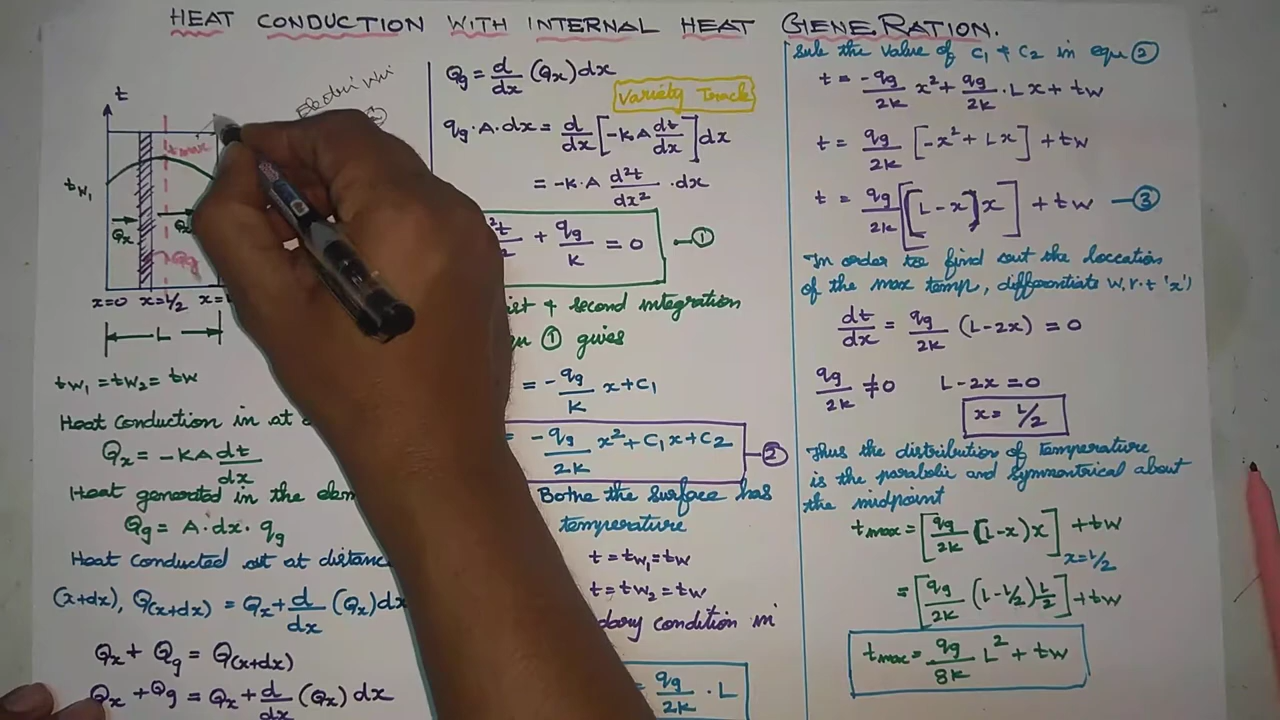 HEAT CONDUCTION WITH INTERNAL HEAT GENERATION.
t
tmax
tw₁
Qx
Qg
x=0 x=L/2 x=
L
tw₁ = tw₂ = tw
Heat conduction in at
Qx = -KA dt/dx
Heat generated in the
Qg = A·dx·qg
Heat conducted out at distance
(x+dx), Q(x+dx) = Qx + d/dx (Qx) dx
Qx + Qg = Q(x+dx)
Qx + Qg = Qx + d/dx (Qx) dx
Qg = d/dx (Qx) dx
Variety Track
qg·A·dx = d/dx [-KA dt/dx] dx
= -K·A d²t/dx² · dx
+ qg/K = 0 ①
& second integration
① gives
= -qg/K x + C₁
-qg/2K x² + C₁x + C₂ ②
Bothe the surface has
temperature
t = tw₁ = tw
t = tw₂ = tw
condition in
= qg/2K · L
Sub the value of C₁ & C₂ in equ ②
t = -qg/2K x² + qg/2K · Lx + tw
t = qg/2K [-x² + Lx] + tw
t = qg/2K [[L-x]x] + tw ③
In order to find out the loccation
of the max temp, differentiate W.r.t 'x')
dt/dx = qg/2K (L-2x) = 0
qg/2K ≠ 0 L-2x = 0
x = L/2
Thus the distribution of temperature
is the parabolic and symmentrical about
the midpoint
tmax = [qg/2K (L-x)x] + tw
x=L/2
= [qg/2K (L-L/2) L/2] + tw
tmax = qg/8K L² + tw